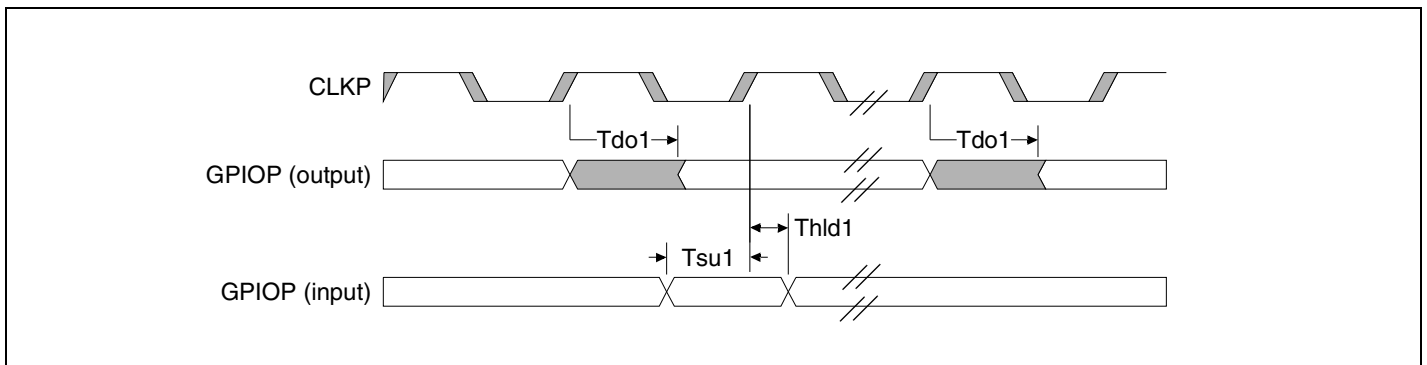 CLKP
Tdo1
Tdo1
GPIOP (output)
Thld1
Tsu1
GPIOP (input)